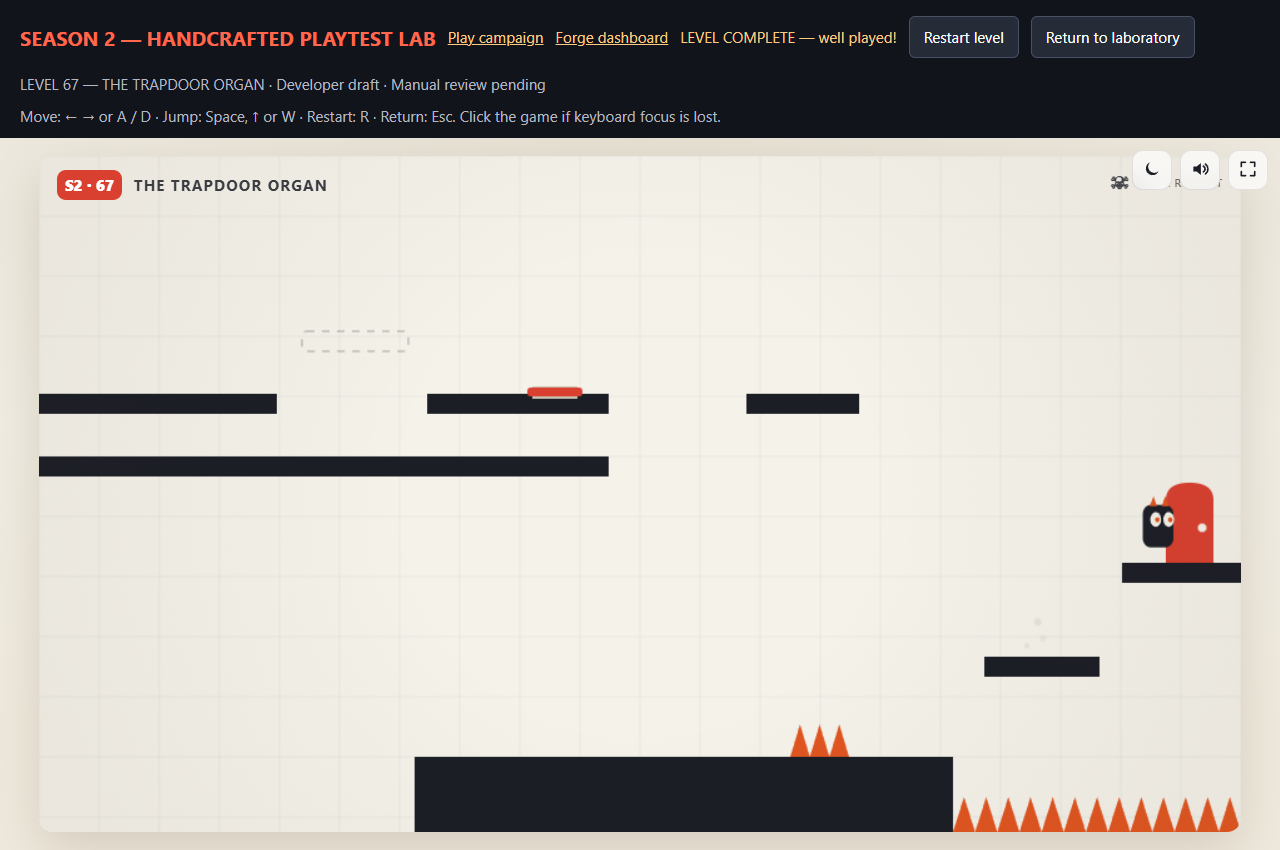 SEASON 2 — HANDCRAFTED PLAYTEST LAB Play campaign Forge dashboard LEVEL COMPLETE — well played! Restart level Return to laboratory
LEVEL 67 — THE TRAPDOOR ORGAN · Developer draft · Manual review pending
Move: ← → or A / D · Jump: Space, ↑ or W · Restart: R · Return: Esc. Click the game if keyboard focus is lost.
S2 · 67 THE TRAPDOOR ORGAN